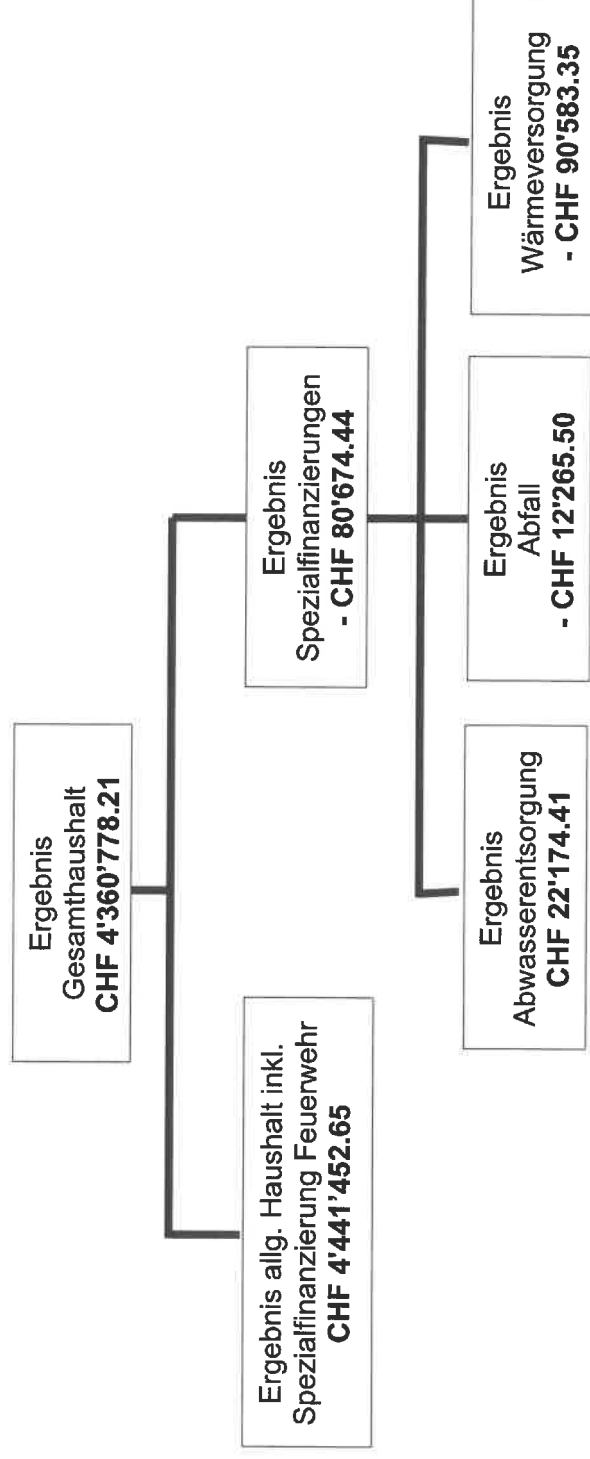 Ergebnis
Gesamthaushalt
CHF 4'360'778.21
Ergebnis allg. Haushalt inkl.
Spezialfinanzierung Feuerwehr
CHF 4'441'452.65
Ergebnis
Spezialfinanzierungen
- CHF 80'674.44
Ergebnis
Abwasserentsorgung
CHF 22'174.41
Ergebnis
Abfall
- CHF 12'265.50
Ergebnis
Wärmeversorgung
- CHF 90'583.35